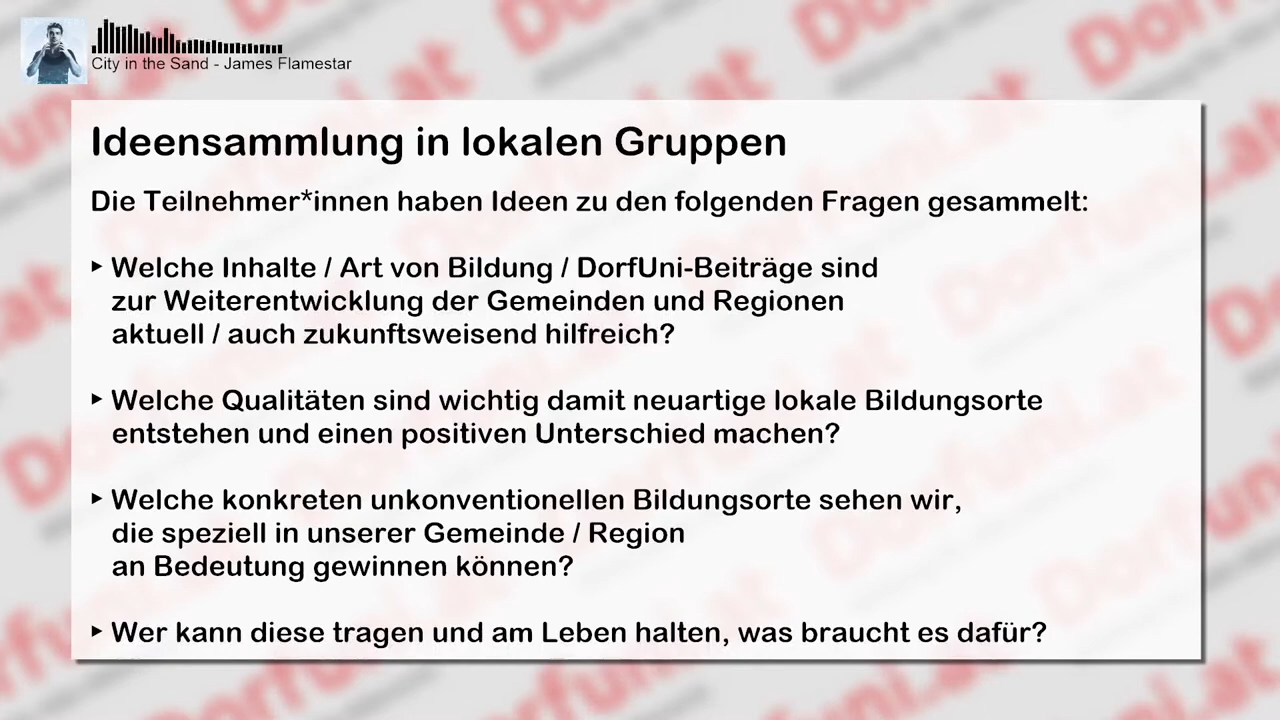 City in the Sand - James Flamestar
Ideensammlung in lokalen Gruppen
Die Teilnehmer*innen haben Ideen zu den folgenden Fragen gesammelt:
‣ Welche Inhalte / Art von Bildung / DorfUni-Beiträge sind
zur Weiterentwicklung der Gemeinden und Regionen
aktuell / auch zukunftsweisend hilfreich?
‣ Welche Qualitäten sind wichtig damit neuartige lokale Bildungsorte
entstehen und einen positiven Unterschied machen?
‣ Welche konkreten unkonventionellen Bildungsorte sehen wir,
die speziell in unserer Gemeinde / Region
an Bedeutung gewinnen können?
‣ Wer kann diese tragen und am Leben halten, was braucht es dafür?
Dorfuni.at